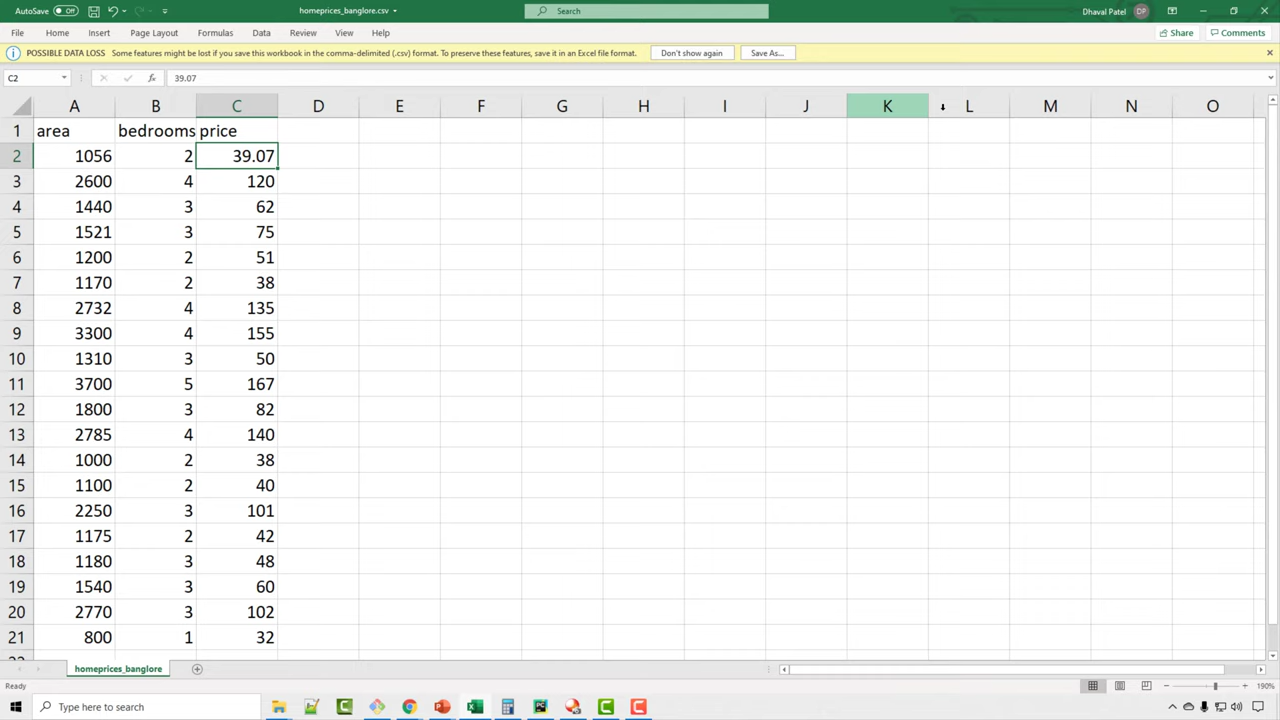 AutoSave Off homeprices_banglore.csv Search Dhaval Patel DP
File Home Insert Page Layout Formulas Data Review View Help Share Comments
POSSIBLE DATA LOSS Some features might be lost if you save this workbook in the comma-delimited (.csv) format. To preserve these features, save it in an Excel file format. Don't show again Save As...
C2 fx 39.07
A B C D E F G H I J K L M N O
1 area bedrooms price
2 1056 2 39.07
3 2600 4 120
4 1440 3 62
5 1521 3 75
6 1200 2 51
7 1170 2 38
8 2732 4 135
9 3300 4 155
10 1310 3 50
11 3700 5 167
12 1800 3 82
13 2785 4 140
14 1000 2 38
15 1100 2 40
16 2250 3 101
17 1175 2 42
18 1180 3 48
19 1540 3 60
20 2770 3 102
21 800 1 32
homeprices_banglore
Ready 190%
Type here to search